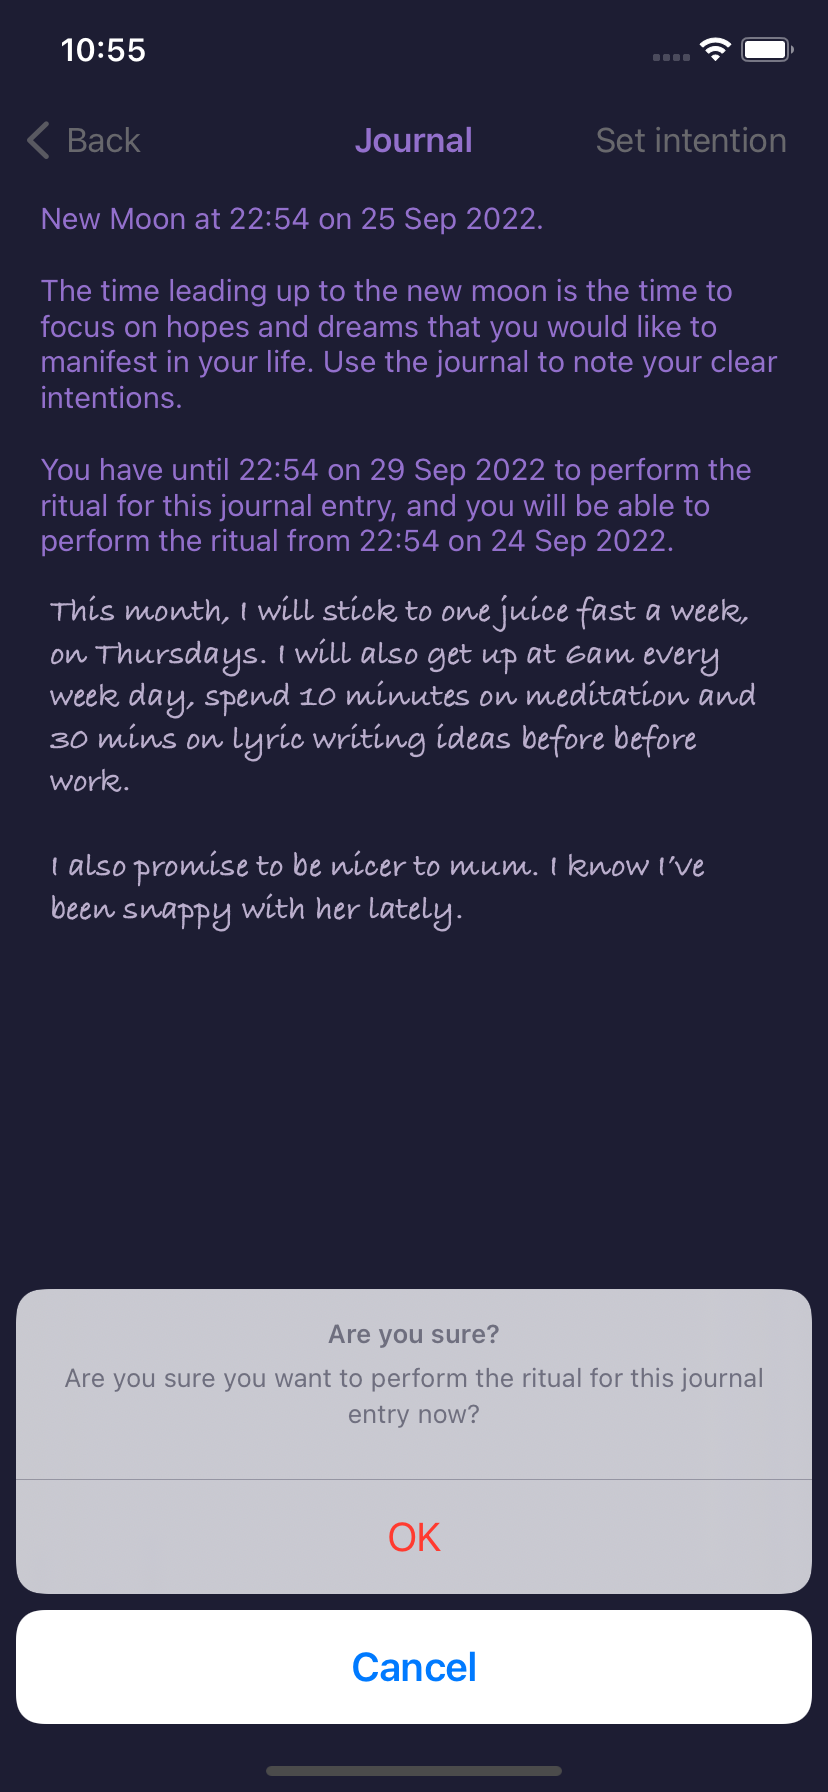 10:55
Back
Journal
Set intention
New Moon at 22:54 on 25 Sep 2022.
The time leading up to the new moon is the time to
focus on hopes and dreams that you would like to
manifest in your life. Use the journal to note your clear
intentions.
You have until 22:54 on 29 Sep 2022 to perform the
ritual for this journal entry, and you will be able to
perform the ritual from 22:54 on 24 Sep 2022.
This month, I will stick to one juice fast a week,
on Thursdays. I will also get up at 6am every
week day, spend 10 minutes on meditation and
30 mins on lyric writing ideas before before
work.
I also promise to be nicer to mum. I know I've
been snappy with her lately.
Are you sure?
Are you sure you want to perform the ritual for this journal
entry now?
OK
Cancel